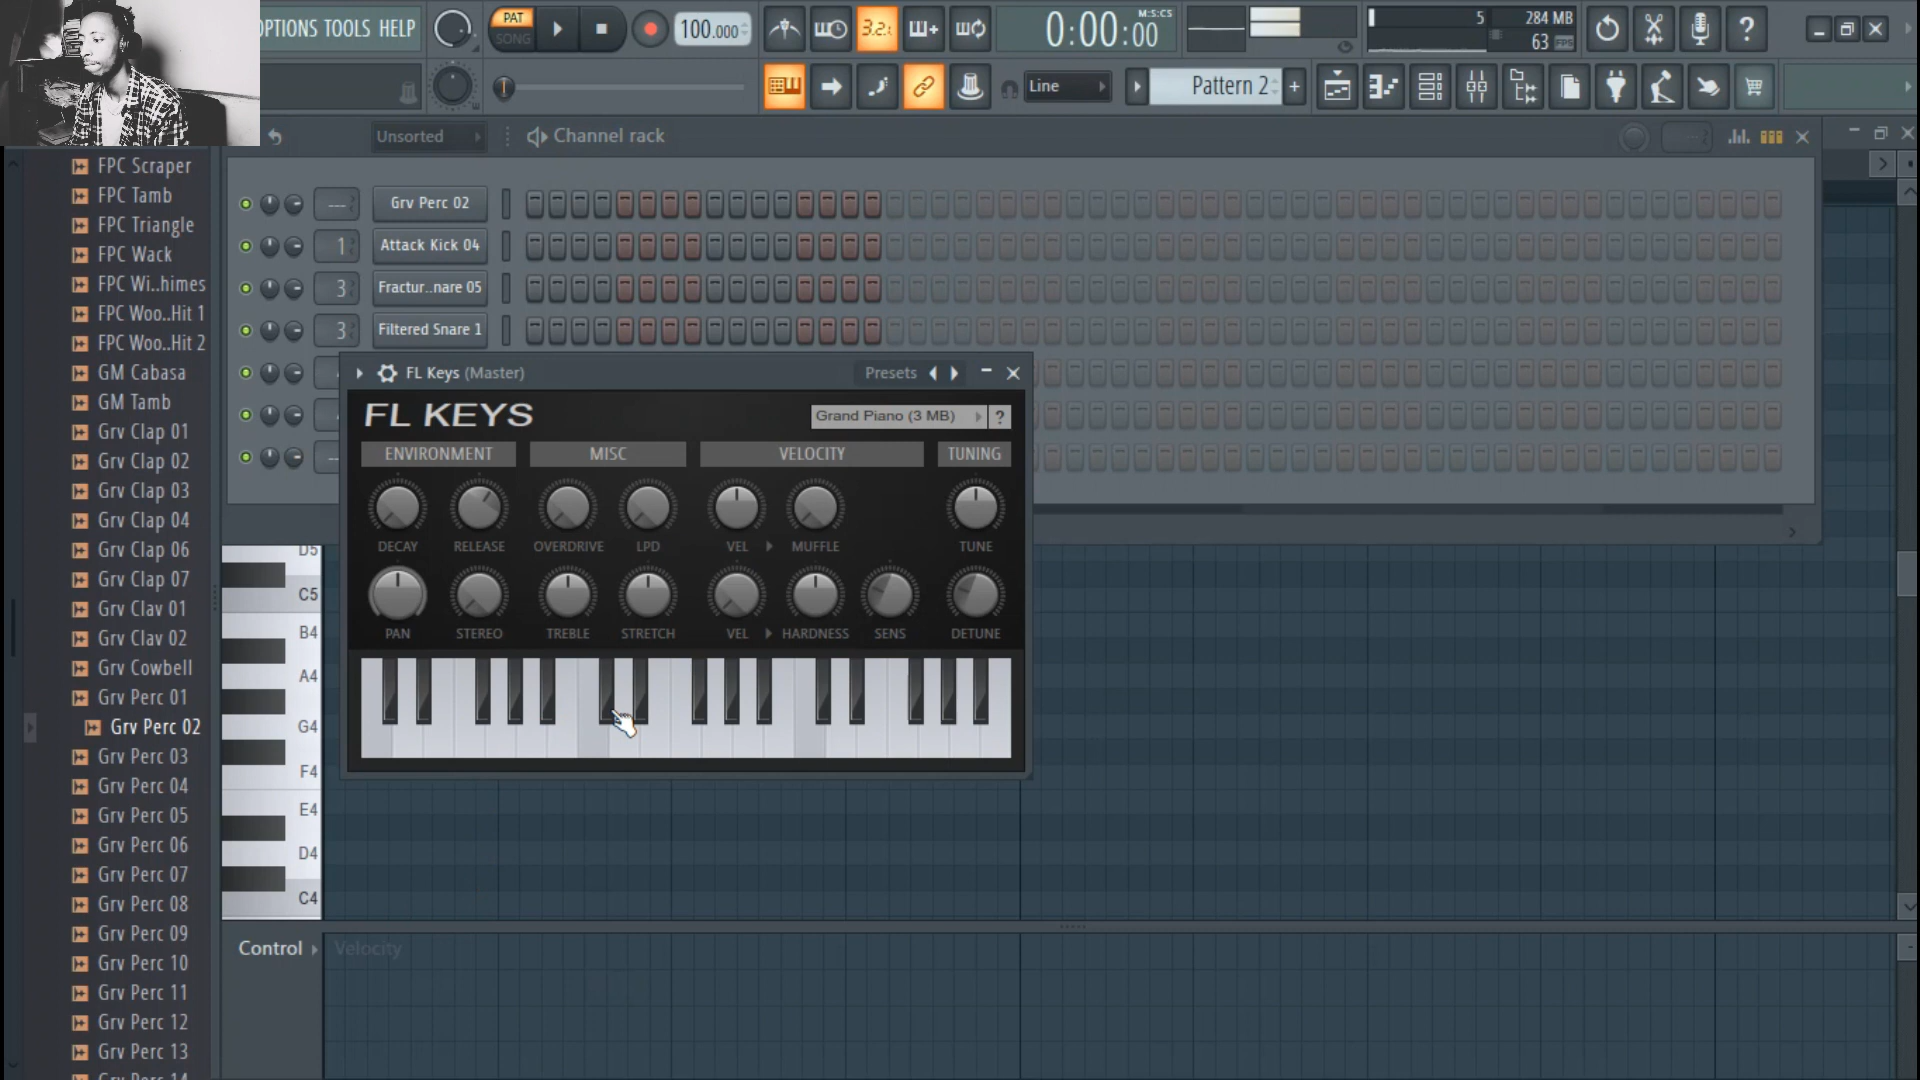 OPTIONS TOOLS HELP
PAT
SONG
100.000
3.2.
M:S:CS
0:00:00
5
284 MB
63
Line
Pattern 2
Unsorted
Channel rack
Grv Perc 02
1
Attack Kick 04
3
Fractur..nare 05
3
Filtered Snare 1
FL Keys (Master)
Presets
FL KEYS
Grand Piano (3 MB)
?
ENVIRONMENT
MISC
VELOCITY
TUNING
DECAY
RELEASE
OVERDRIVE
LPD
VEL
MUFFLE
TUNE
PAN
STEREO
TREBLE
STRETCH
VEL
HARDNESS
SENS
DETUNE
FPC Scraper
FPC Tamb
FPC Triangle
FPC Wack
FPC Wi..himes
FPC Woo..Hit 1
FPC Woo..Hit 2
GM Cabasa
GM Tamb
Grv Clap 01
Grv Clap 02
Grv Clap 03
Grv Clap 04
Grv Clap 06
Grv Clap 07
Grv Clav 01
Grv Clav 02
Grv Cowbell
Grv Perc 01
Grv Perc 02
Grv Perc 03
Grv Perc 04
Grv Perc 05
Grv Perc 06
Grv Perc 07
Grv Perc 08
Grv Perc 09
Grv Perc 10
Grv Perc 11
Grv Perc 12
Grv Perc 13
Grv Perc 14
D5
C5
B4
A4
G4
F4
E4
D4
C4
Control
Velocity